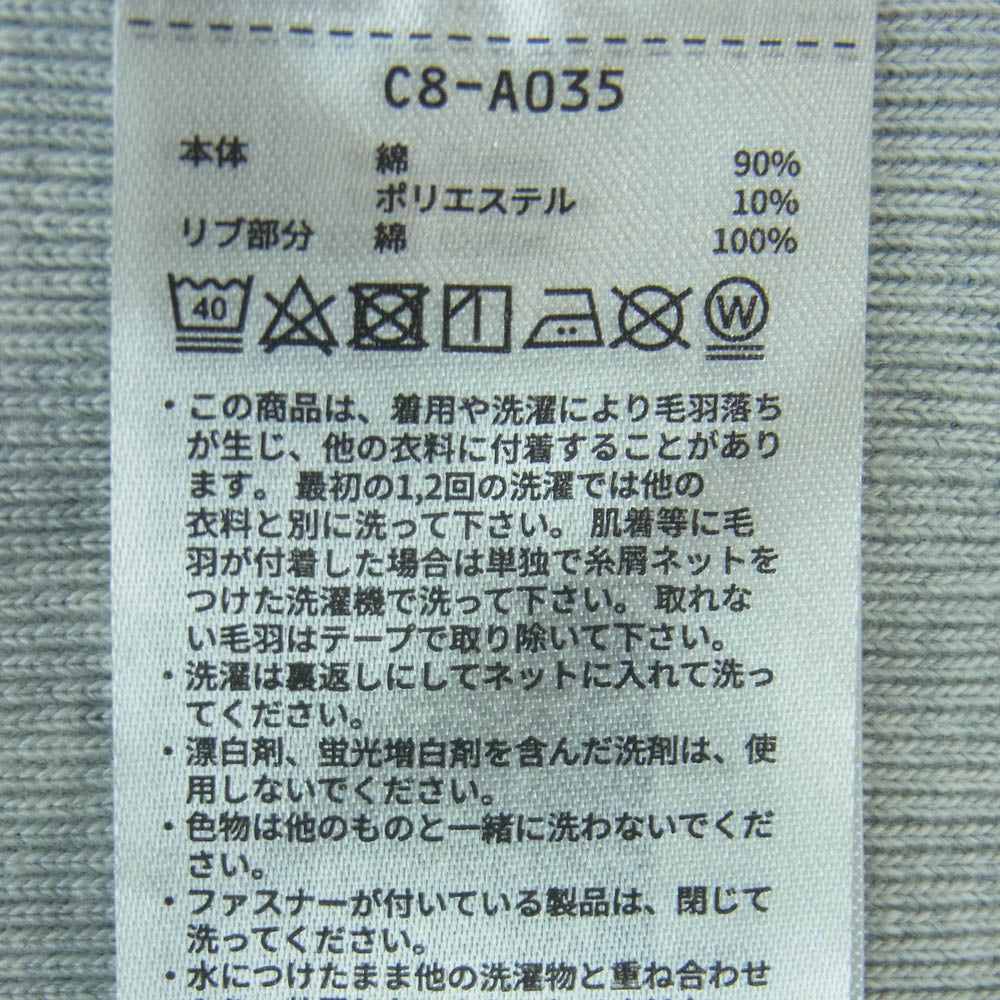 C8-A035
本体 綿 90%
ポリエステル 10%
リブ部分 綿 100%
40 W
・この商品は、着用や洗濯により毛羽落ち
が生じ、他の衣料に付着することがあり
ます。 最初の1,2回の洗濯では他の
衣料と別に洗って下さい。 肌着等に毛
羽が付着した場合は単独で糸屑ネットを
つけた洗濯機で洗って下さい。 取れな
い毛羽はテープで取り除いて下さい。
・洗濯は裏返しにしてネットに入れて洗っ
てください。
・漂白剤、蛍光増白剤を含んだ洗剤は、使
用しないでください。
・色物は他のものと一緒に洗わないでくだ
さい。
・ファスナーが付いている製品は、閉じて
洗ってください。
・水につけたまま他の洗濯物と重ね合わせ